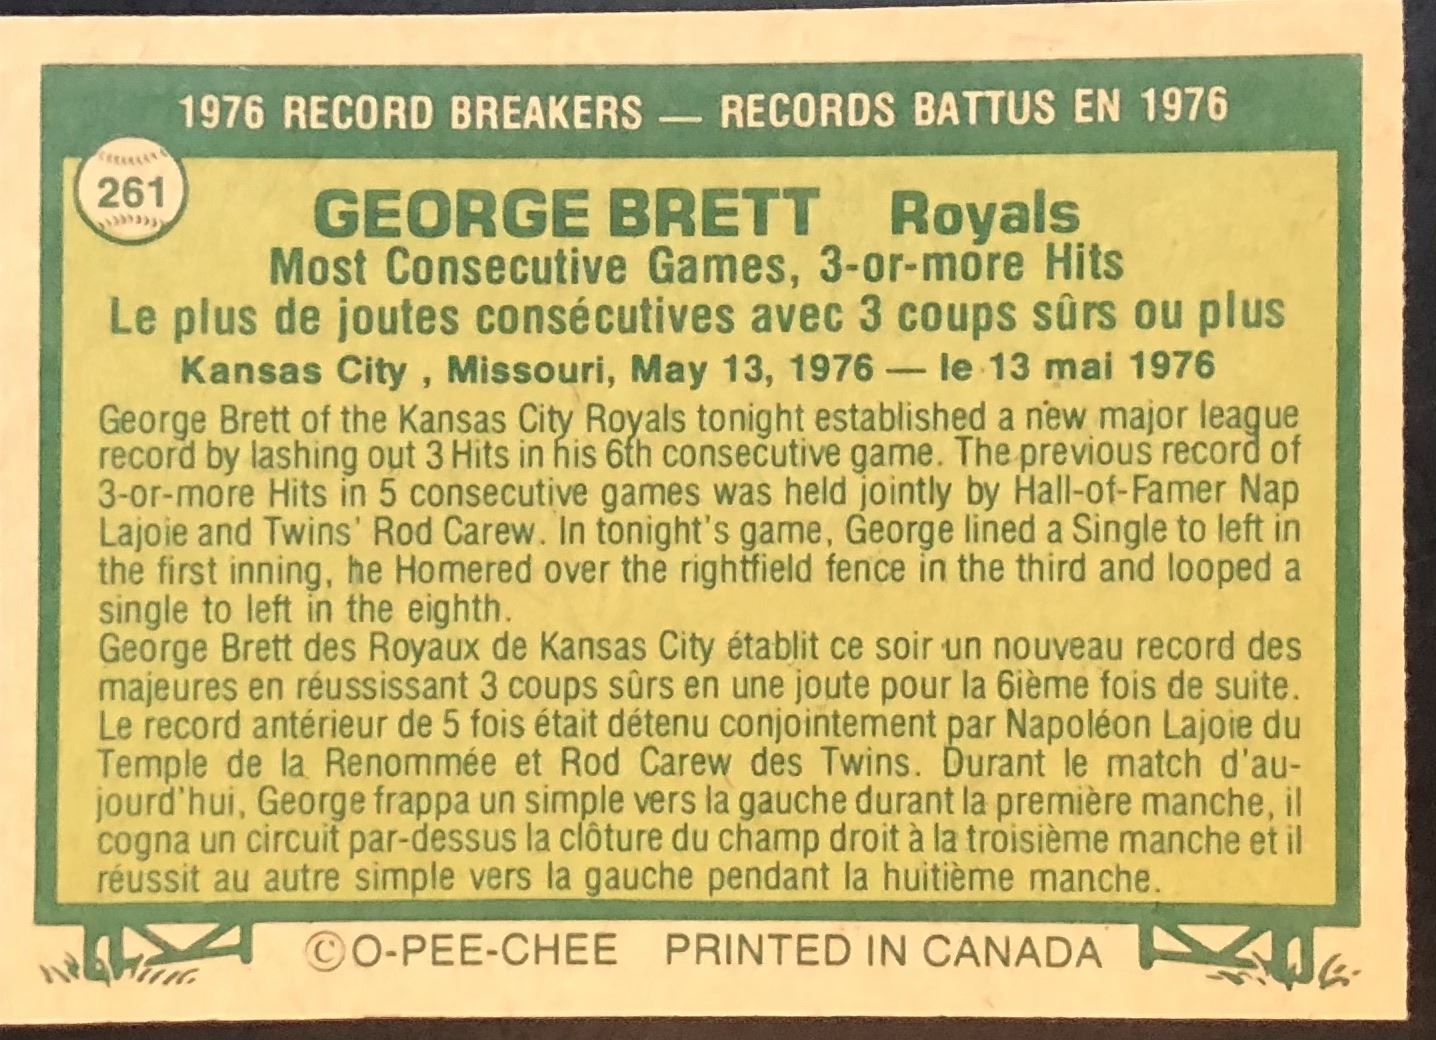 1976 RECORD BREAKERS — RECORDS BATTUS EN 1976
261
GEORGE BRETT Royals
Most Consecutive Games, 3-or-more Hits
Le plus de joutes consécutives avec 3 coups sûrs ou plus
Kansas City , Missouri, May 13, 1976 — le 13 mai 1976
George Brett of the Kansas City Royals tonight established a new major league
record by lashing out 3 Hits in his 6th consecutive game. The previous record of
3-or-more Hits in 5 consecutive games was held jointly by Hall-of-Famer Nap
Lajoie and Twins' Rod Carew. In tonight's game, George lined a Single to left in
the first inning, he Homered over the rightfield fence in the third and looped a
single to left in the eighth.
George Brett des Royaux de Kansas City établit ce soir un nouveau record des
majeures en réussissant 3 coups sûrs en une joute pour la 6ième fois de suite.
Le record antérieur de 5 fois était détenu conjointement par Napoléon Lajoie du
Temple de la Renommée et Rod Carew des Twins. Durant le match d'au-
jourd'hui, George frappa un simple vers la gauche durant la première manche, il
cogna un circuit par-dessus la clôture du champ droit à la troisième manche et il
réussit au autre simple vers la gauche pendant la huitième manche.
©O-PEE-CHEE PRINTED IN CANADA